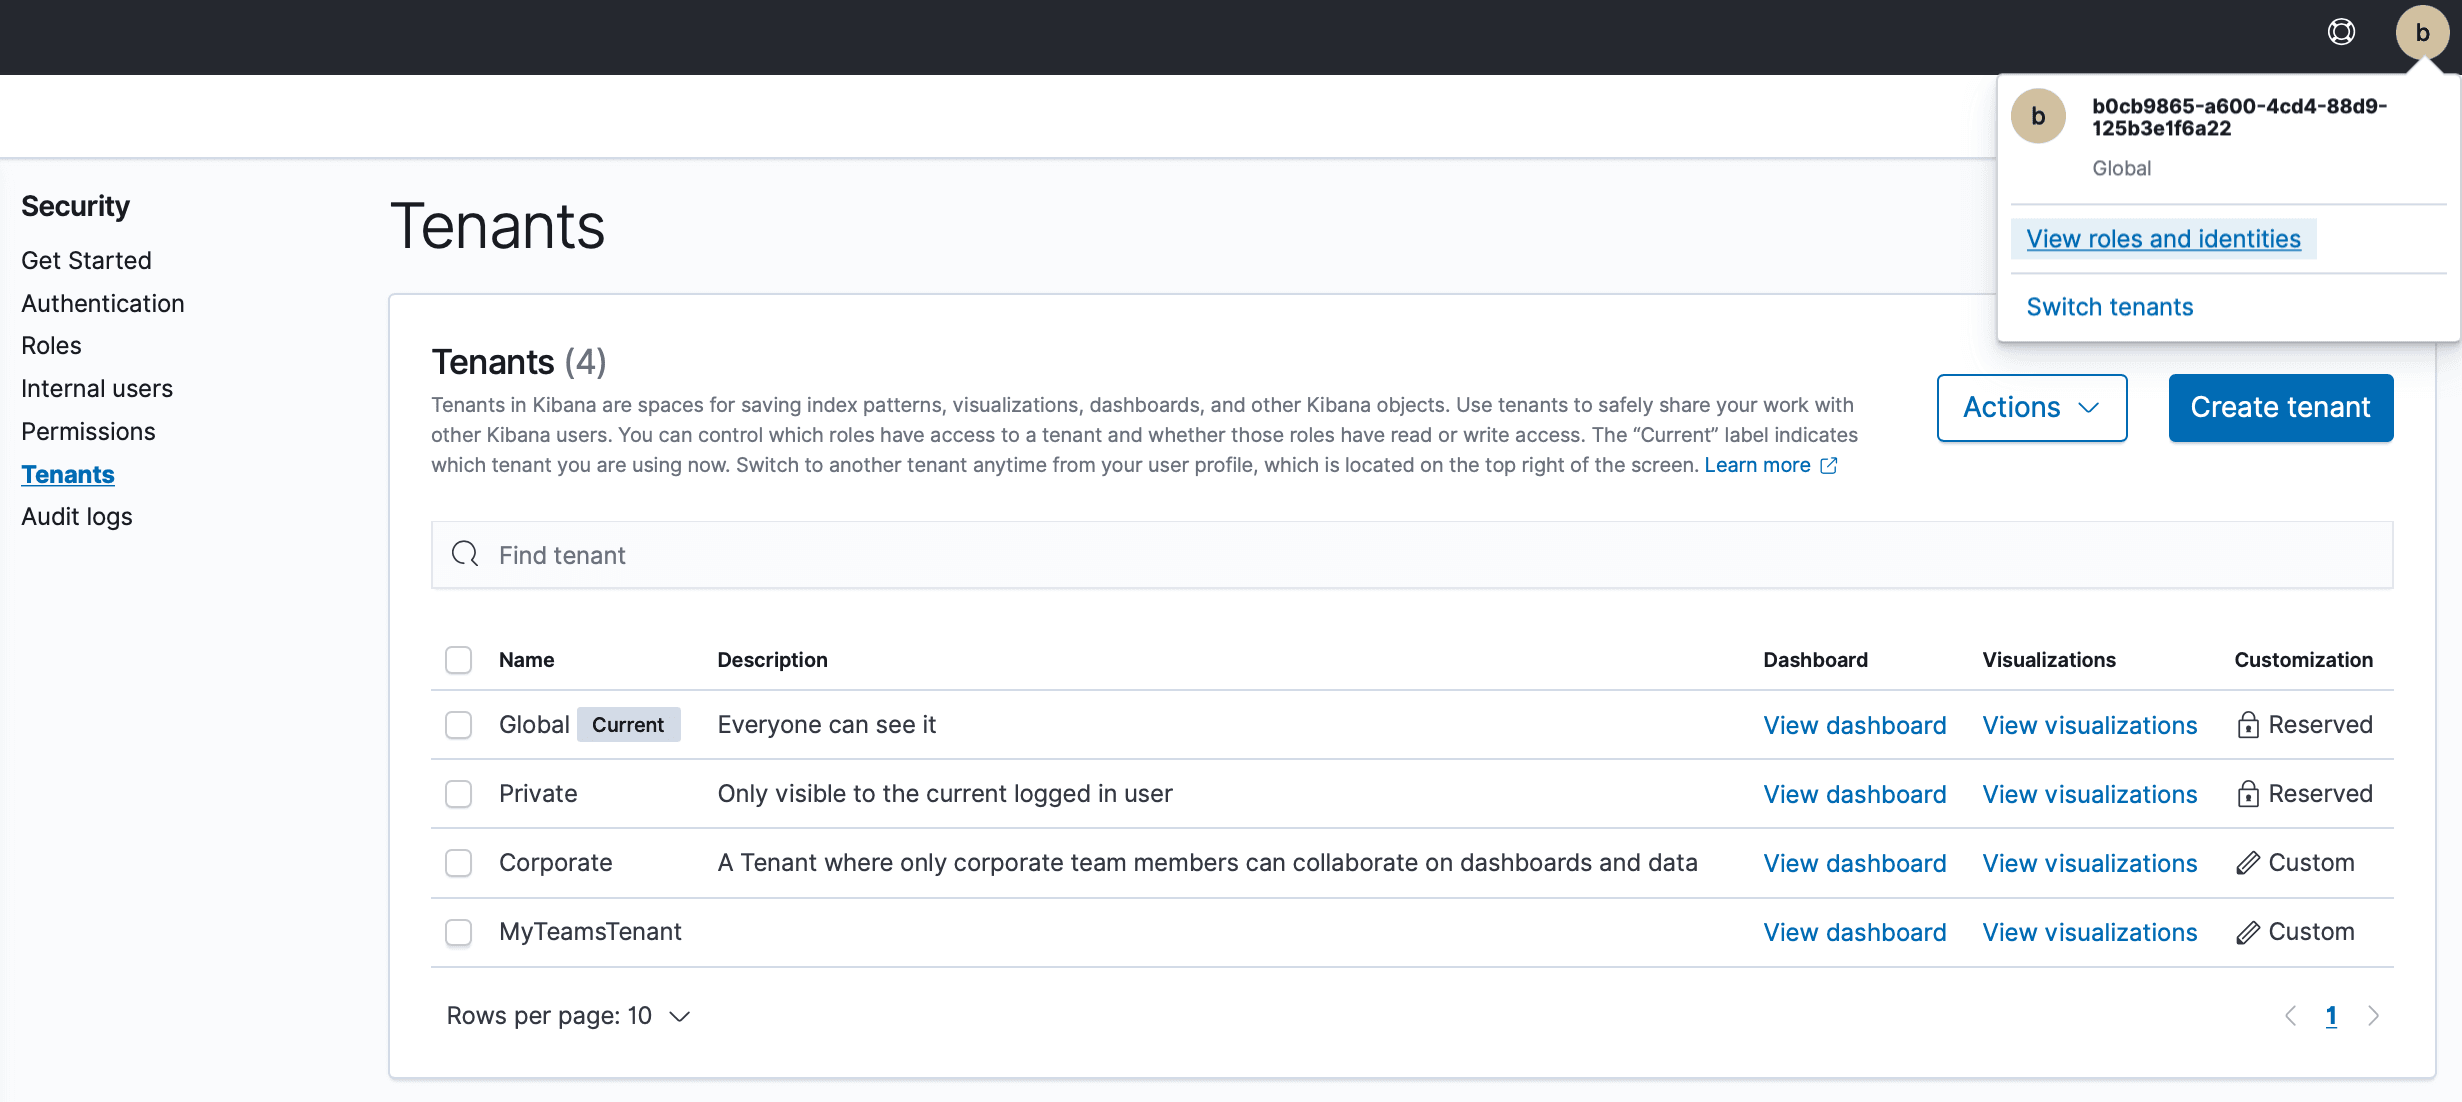 b
b
b0cb9865-a600-4cd4-88d9-
125b3e1f6a22
Global
View roles and identities
Switch tenants
Security
Get Started
Authentication
Roles
Internal users
Permissions
Tenants
Audit logs
Tenants
Tenants (4)
Tenants in Kibana are spaces for saving index patterns, visualizations, dashboards, and other Kibana objects. Use tenants to safely share your work with
other Kibana users. You can control which roles have access to a tenant and whether those roles have read or write access. The “Current” label indicates
which tenant you are using now. Switch to another tenant anytime from your user profile, which is located on the top right of the screen. Learn more
Actions
Create tenant
Find tenant
Name Description Dashboard Visualizations Customization
Global Current Everyone can see it View dashboard View visualizations Reserved
Private Only visible to the current logged in user View dashboard View visualizations Reserved
Corporate A Tenant where only corporate team members can collaborate on dashboards and data View dashboard View visualizations Custom
MyTeamsTenant View dashboard View visualizations Custom
Rows per page: 10
1